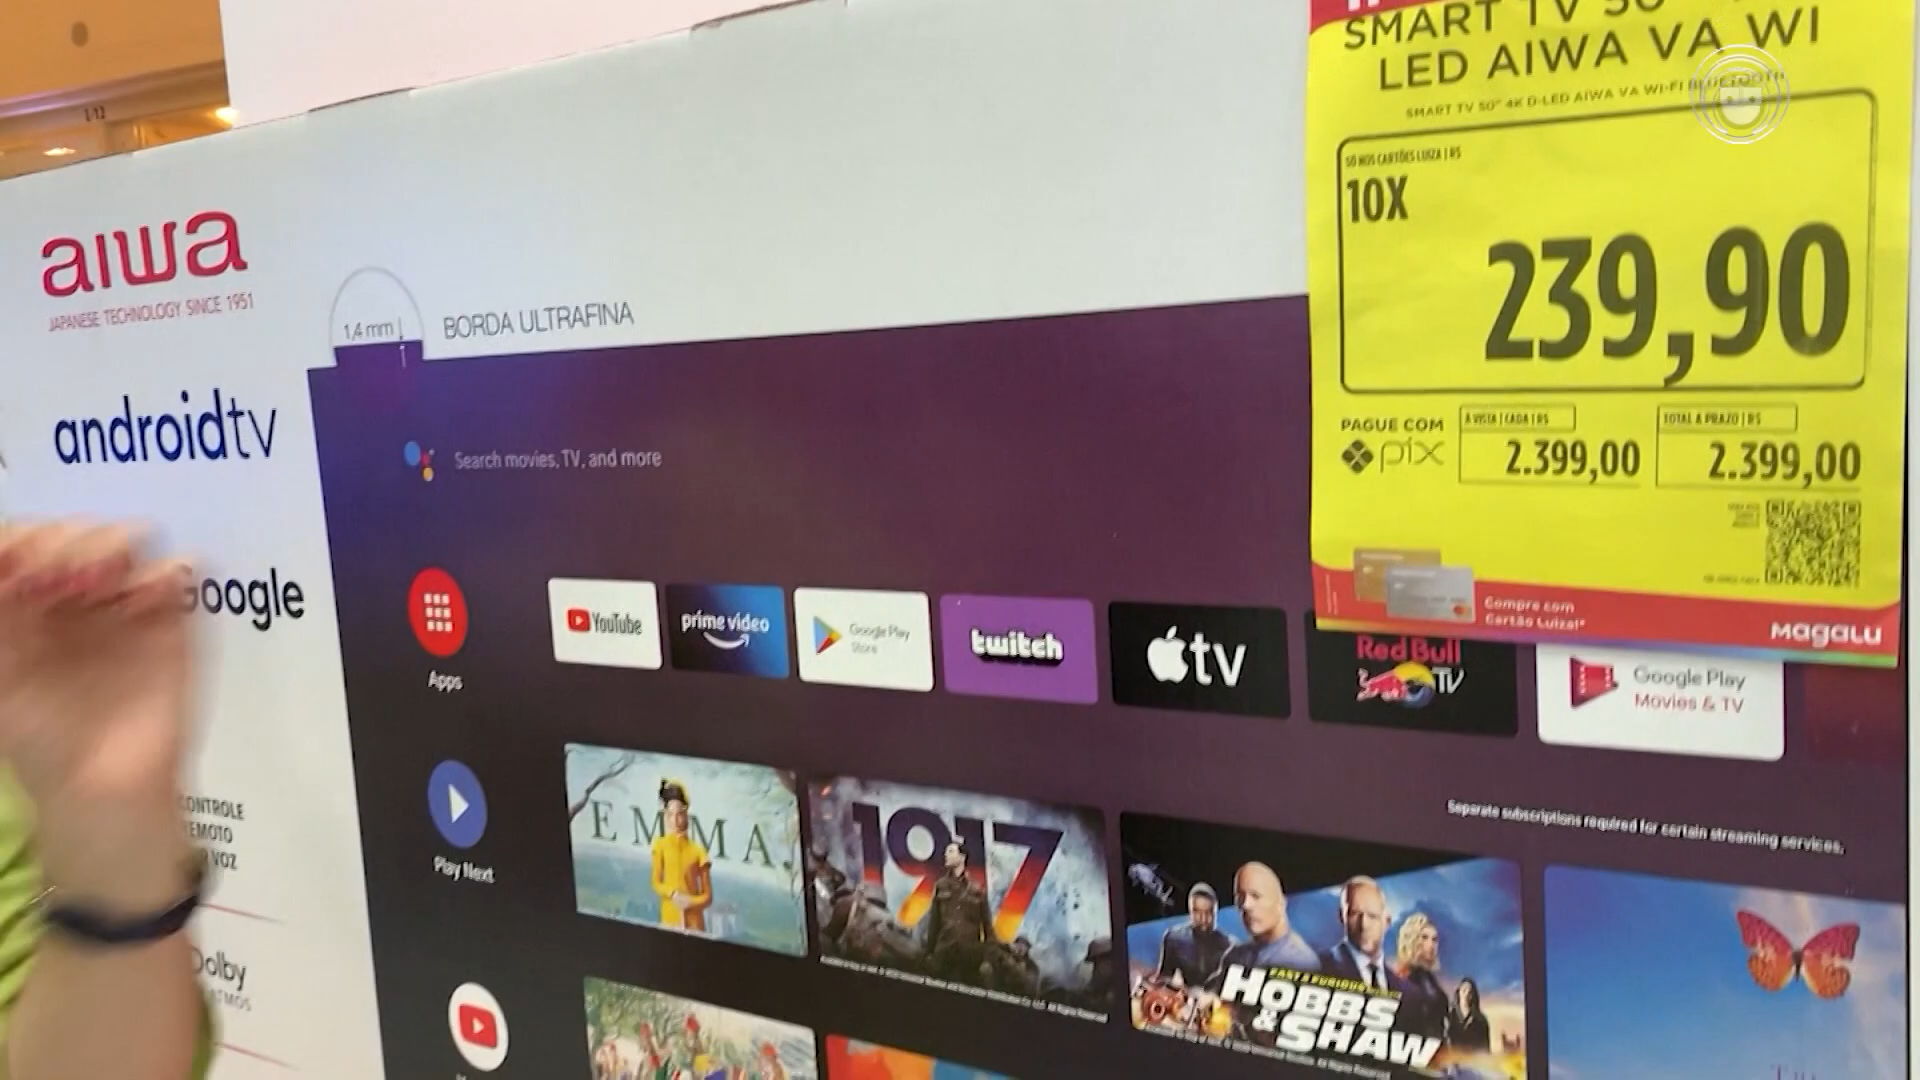 SMART TV 50"
LED AIWA VA WI
SMART TV 50" 4K D-LED AIWA VA WI-FI BLUETOOTH
SÓ NOS CARTÕES LUIZA | R$
10X
239,90
PAGUE COM
pix
À VISTA | CADA | R$
2.399,00
TOTAL A PRAZO | R$
2.399,00
Compre com
Cartão Luiza!*
Magalu
L-12
aiwa
JAPANESE TECHNOLOGY SINCE 1951
androidtv
Google
CONTROLE
REMOTO
VOZ
Dolby
ATMOS
1,4 mm
BORDA ULTRAFINA
Search movies, TV, and more
Apps
YouTube
prime video
Google Play
Store
twitch
tv
Red Bull
TV
Google Play
Movies & TV
Separate subscriptions required for certain streaming services.
Play Next
EMMA.
1917
FAST & FURIOUS
HOBBS
& SHAW